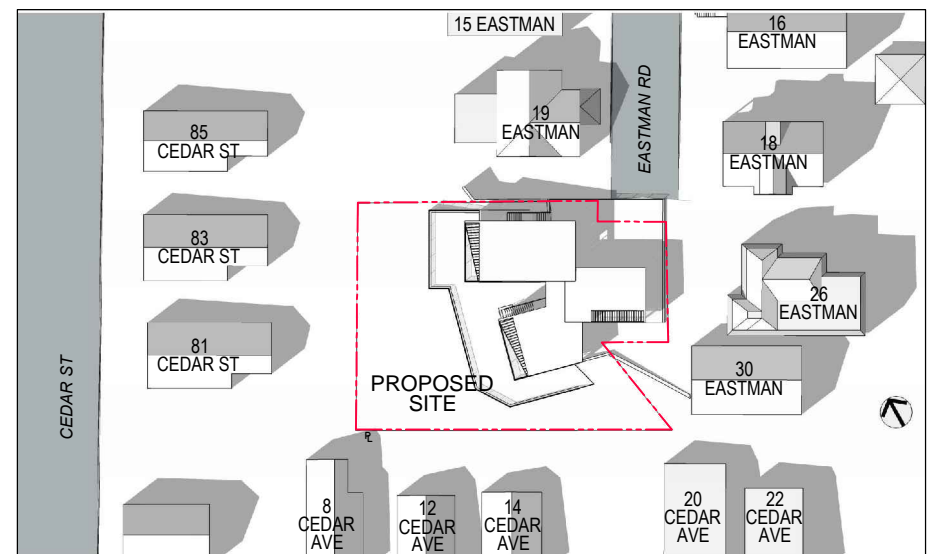 15 EASTMAN
16
EASTMAN
EASTMAN RD
19
EASTMAN
85
CEDAR ST
18
EASTMAN
83
CEDAR ST
26
EASTMAN
81
CEDAR ST
30
EASTMAN
CEDAR ST
PROPOSED
SITE
PL
8
CEDAR
AVE
12
CEDAR
AVE
14
CEDAR
AVE
20
CEDAR
AVE
22
CEDAR
AVE